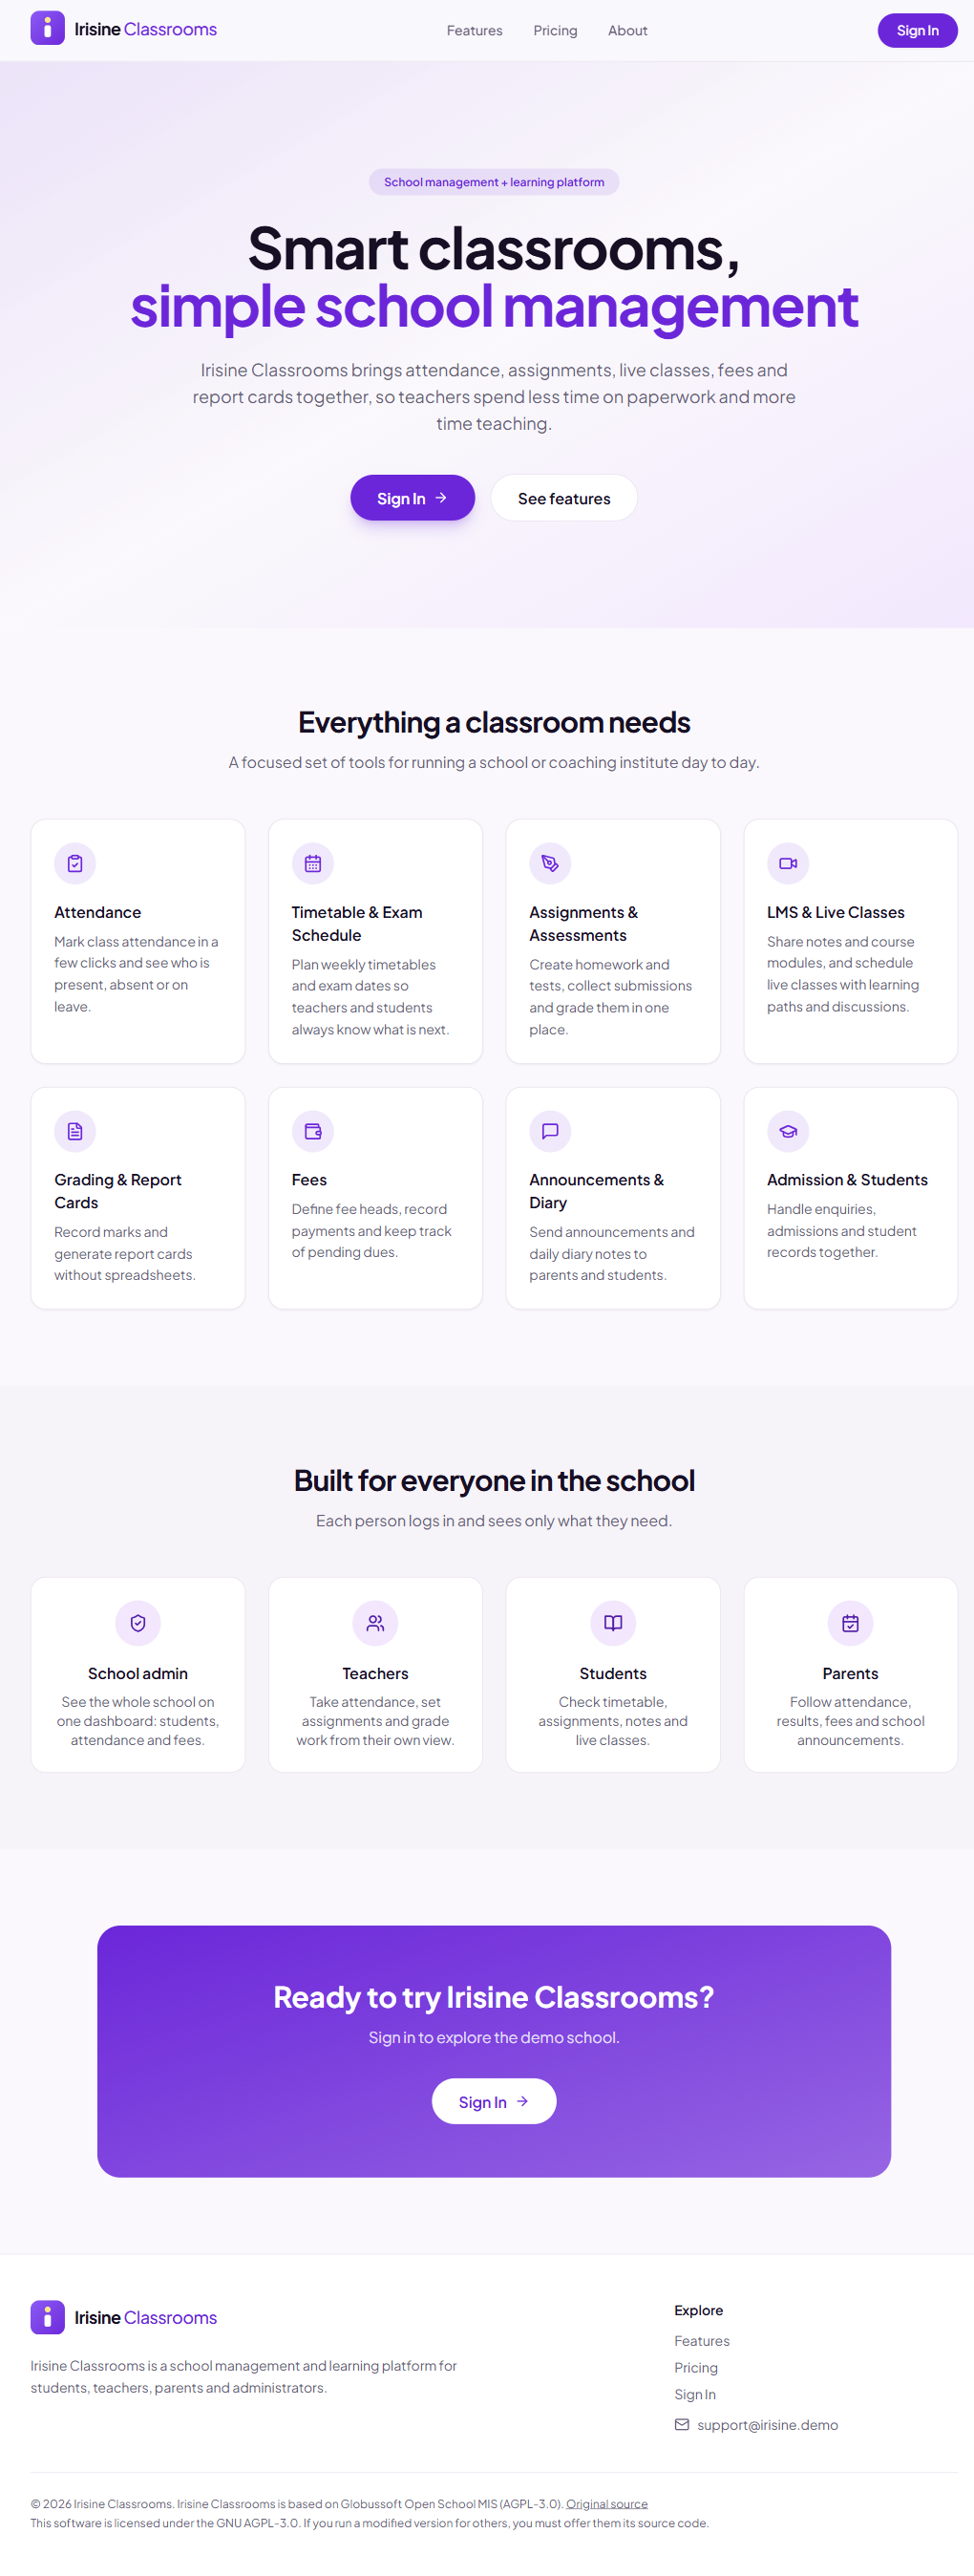 Irisine Classrooms
Features
Pricing
About
Sign In
School management + learning platform
Smart classrooms,
simple school management
Irisine Classrooms brings attendance, assignments, live classes, fees and
report cards together, so teachers spend less time on paperwork and more
time teaching.
Sign In →
See features
Everything a classroom needs
A focused set of tools for running a school or coaching institute day to day.
Attendance
Mark class attendance in a
few clicks and see who is
present, absent or on
leave.
Timetable & Exam
Schedule
Plan weekly timetables
and exam dates so
teachers and students
always know what is next.
Assignments &
Assessments
Create homework and
tests, collect submissions
and grade them in one
place.
LMS & Live Classes
Share notes and course
modules, and schedule
live classes with learning
paths and discussions.
Grading & Report
Cards
Record marks and
generate report cards
without spreadsheets.
Fees
Define fee heads, record
payments and keep track
of pending dues.
Announcements &
Diary
Send announcements and
daily diary notes to
parents and students.
Admission & Students
Handle enquiries,
admissions and student
records together.
Built for everyone in the school
Each person logs in and sees only what they need.
School admin
See the whole school on
one dashboard: students,
attendance and fees.
Teachers
Take attendance, set
assignments and grade
work from their own view.
Students
Check timetable,
assignments, notes and
live classes.
Parents
Follow attendance,
results, fees and school
announcements.
Ready to try Irisine Classrooms?
Sign in to explore the demo school.
Sign In →
Irisine Classrooms
Irisine Classrooms is a school management and learning platform for
students, teachers, parents and administrators.
Explore
Features
Pricing
Sign In
support@irisine.demo
© 2026 Irisine Classrooms. Irisine Classrooms is based on Globussoft Open School MIS (AGPL-3.0). Original source
This software is licensed under the GNU AGPL-3.0. If you run a modified version for others, you must offer them its source code.